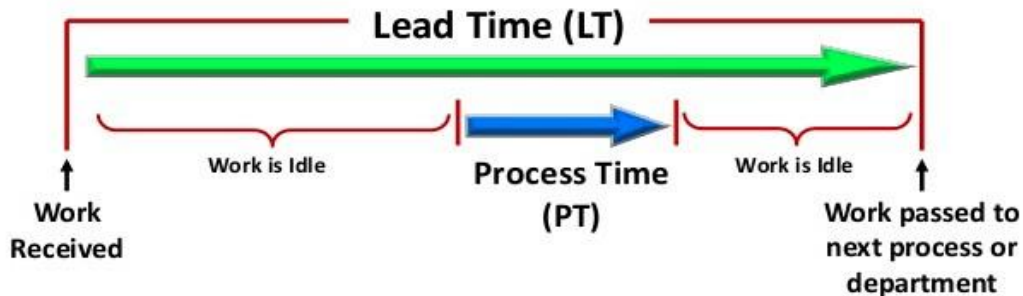 Lead Time (LT)
Work is Idle
Process Time
(PT)
Work is Idle
Work
Received
Work passed to
next process or
department